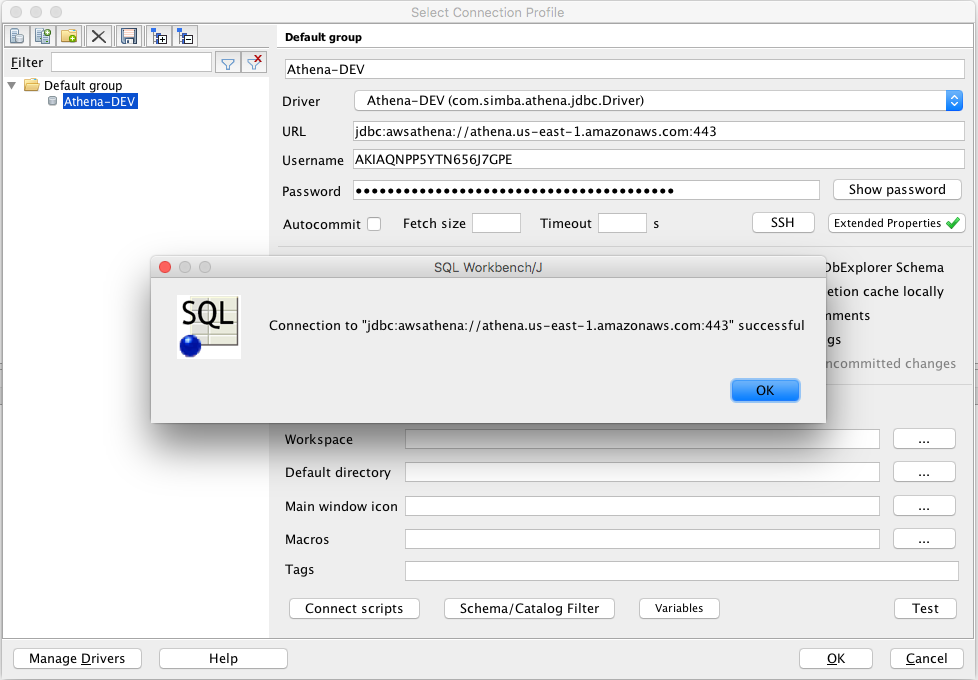 Select Connection Profile
Default group
Filter
Default group
Athena-DEV
Athena-DEV
Driver Athena-DEV (com.simba.athena.jdbc.Driver)
URL jdbc:awsathena://athena.us-east-1.amazonaws.com:443
Username AKIAQNPP5YTN656J7GPE
Password ●●●●●●●●●●●●●●●●●●●●●●●●●●●●●●●●●●●●●●●● Show password
Autocommit Fetch size Timeout s SSH Extended Properties
SQL Workbench/J
DbExplorer Schema
etion cache locally
mments
gs
ncommitted changes
SQL
Connection to "jdbc:awsathena://athena.us-east-1.amazonaws.com:443" successful
OK
Workspace ...
Default directory ...
Main window icon ...
Macros ...
Tags
Connect scripts Schema/Catalog Filter Variables Test
Manage Drivers Help OK Cancel